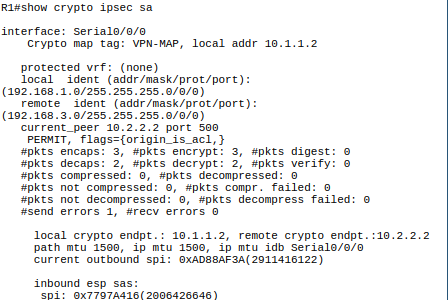 R1#show crypto ipsec sa
interface: Serial0/0/0
Crypto map tag: VPN-MAP, local addr 10.1.1.2
protected vrf: (none)
local ident (addr/mask/prot/port):
(192.168.1.0/255.255.255.0/0/0)
remote ident (addr/mask/prot/port):
(192.168.3.0/255.255.255.0/0/0)
current_peer 10.2.2.2 port 500
PERMIT, flags={origin_is_acl,}
#pkts encaps: 3, #pkts encrypt: 3, #pkts digest: 0
#pkts decaps: 2, #pkts decrypt: 2, #pkts verify: 0
#pkts compressed: 0, #pkts decompressed: 0
#pkts not compressed: 0, #pkts compr. failed: 0
#pkts not decompressed: 0, #pkts decompress failed: 0
#send errors 1, #recv errors 0
local crypto endpt.: 10.1.1.2, remote crypto endpt.:10.2.2.2
path mtu 1500, ip mtu 1500, ip mtu idb Serial0/0/0
current outbound spi: 0xAD88AF3A(2911416122)
inbound esp sas:
spi: 0x7797A416(2006426646)